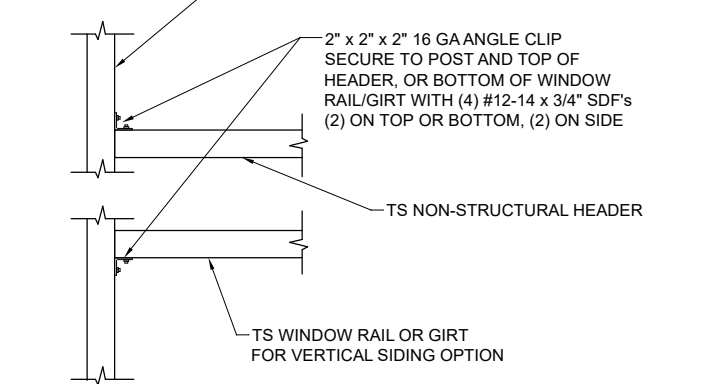 2" x 2" x 2" 16 GA ANGLE CLIP
SECURE TO POST AND TOP OF
HEADER, OR BOTTOM OF WINDOW
RAIL/GIRT WITH (4) #12-14 x 3/4" SDF's
(2) ON TOP OR BOTTOM, (2) ON SIDE
TS NON-STRUCTURAL HEADER
TS WINDOW RAIL OR GIRT
FOR VERTICAL SIDING OPTION